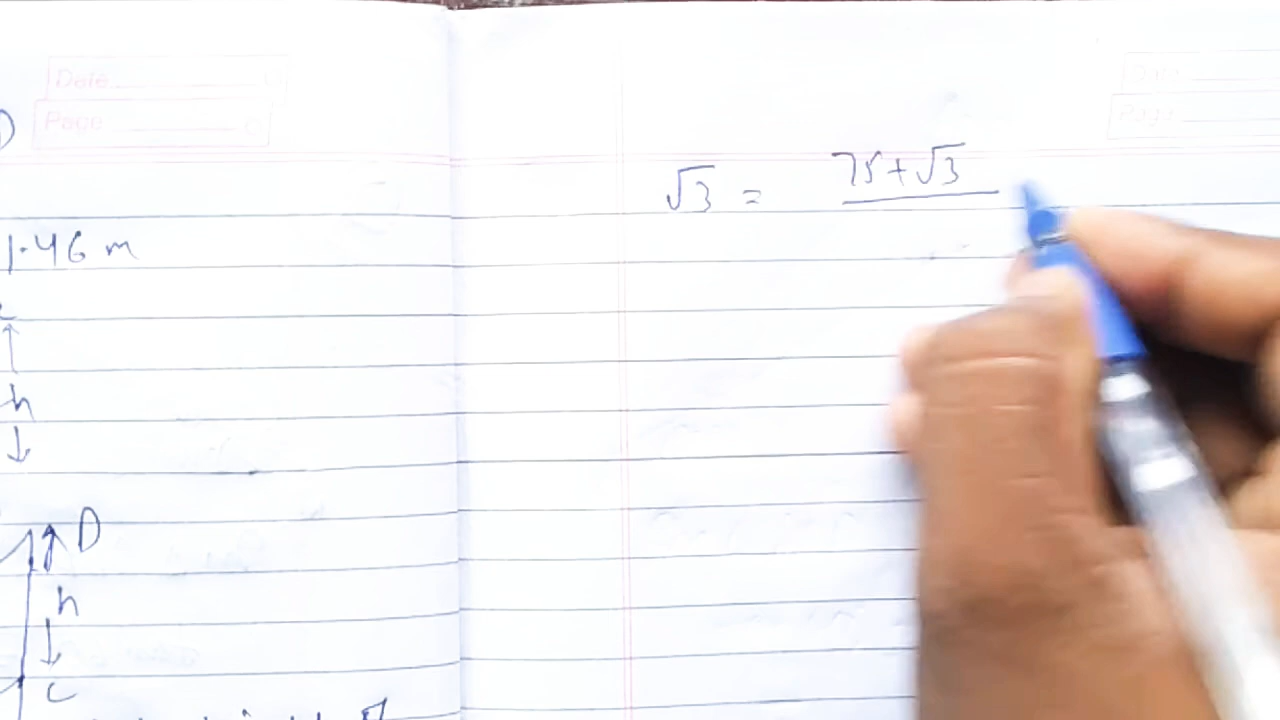 Date
Page
1.46 m
h
D
h
C
Date
Page
√3 = 75+√3